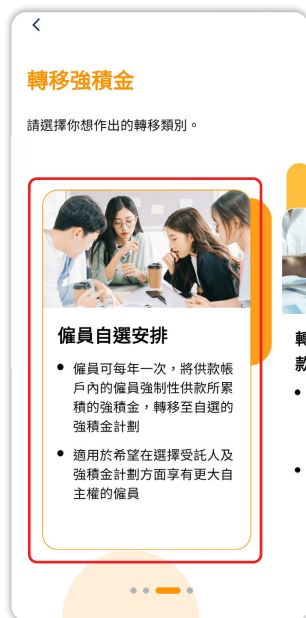 轉移強積金
請選擇你想作出的轉移類別。
僱員自選安排
• 僱員可每年一次，將供款帳
戶內的僱員強制性供款所累
積的強積金，轉移至自選的
強積金計劃
• 適用於希望在選擇受託人及
強積金計劃方面享有更大自
主權的僱員
轉
款
•
•